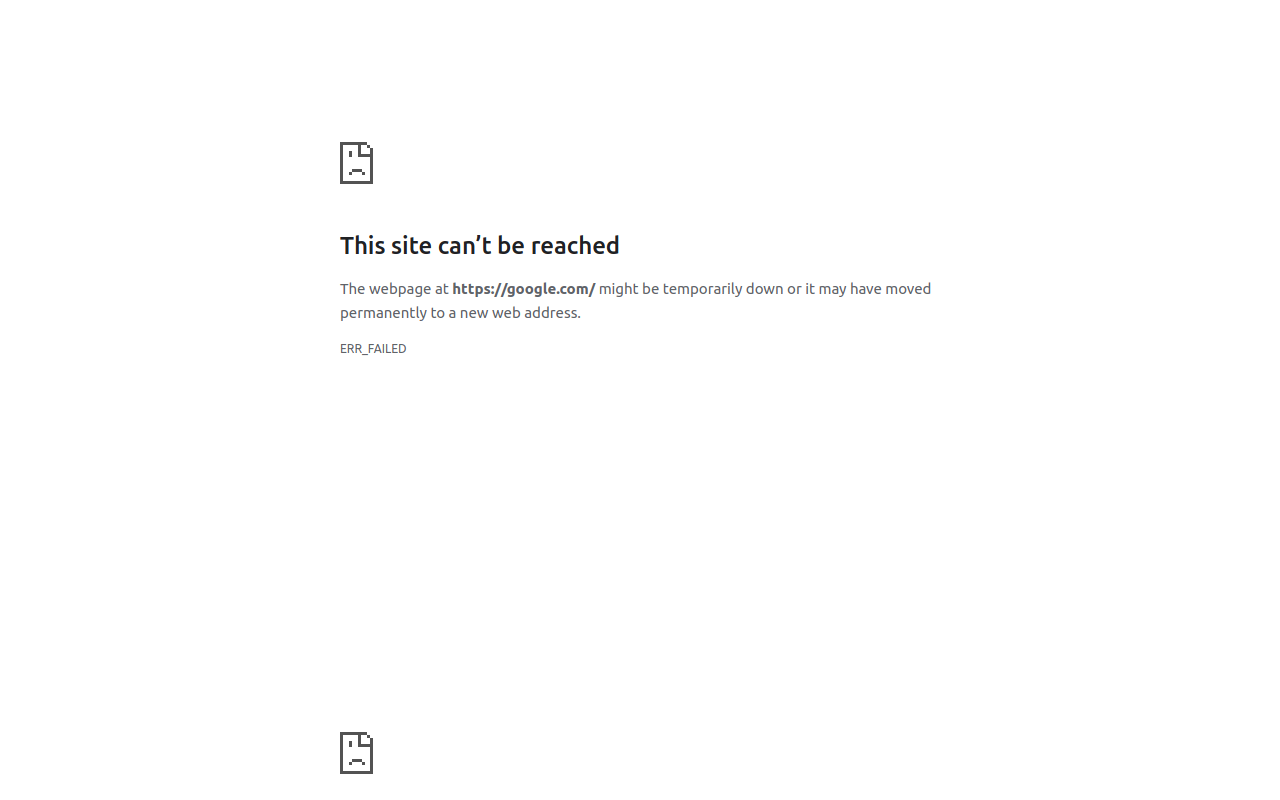 This site can’t be reached
The webpage at https://google.com/ might be temporarily down or it may have moved
permanently to a new web address.
ERR_FAILED